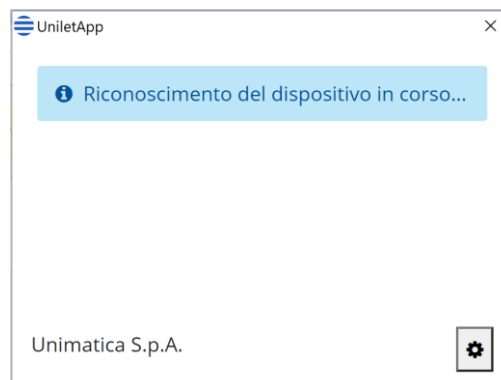 UniletApp
Riconoscimento del dispositivo in corso...
Unimatica S.p.A.